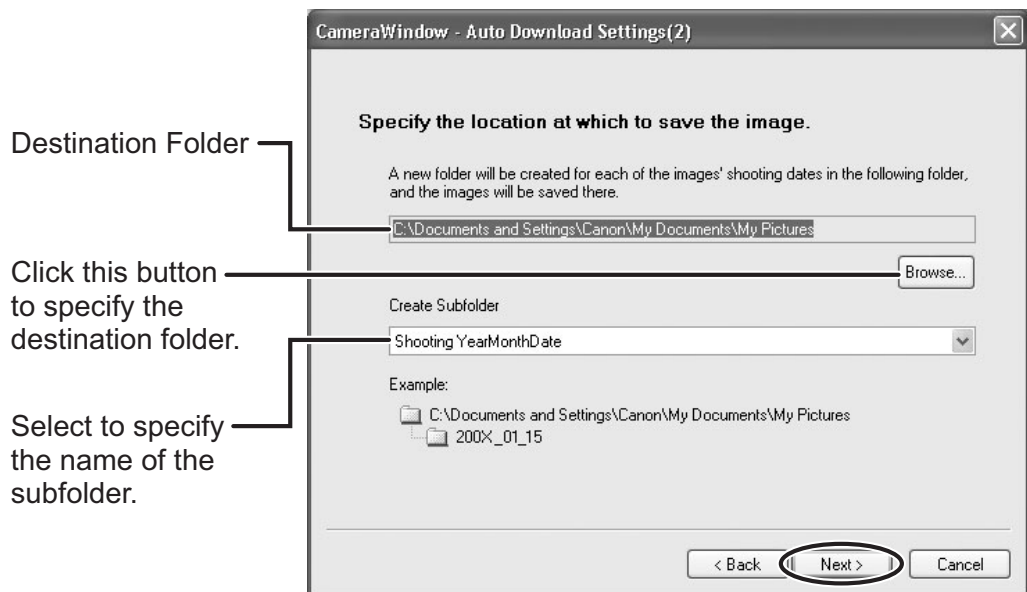 CameraWindow - Auto Download Settings(2)
Specify the location at which to save the image.
Destination Folder
A new folder will be created for each of the images' shooting dates in the following folder,
and the images will be saved there.
C:\Documents and Settings\Canon\My Documents\My Pictures
Click this button
to specify the
destination folder.
Browse...
Create Subfolder
Shooting YearMonthDate
Example:
C:\Documents and Settings\Canon\My Documents\My Pictures
200X_01_15
Select to specify
the name of the
subfolder.
< Back
Next >
Cancel